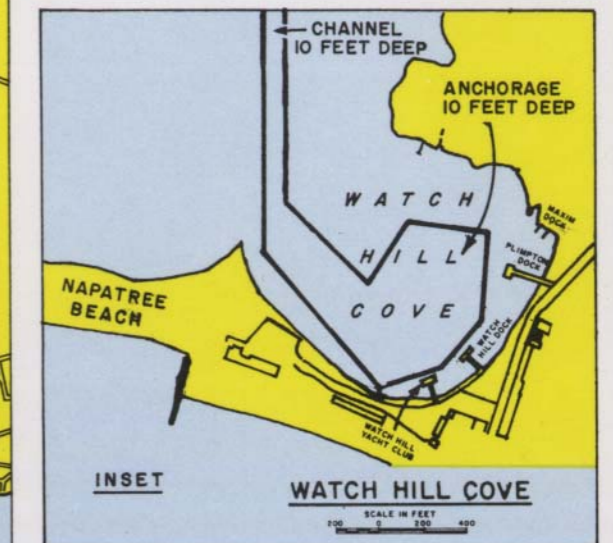 CHANNEL
10 FEET DEEP
ANCHORAGE
10 FEET DEEP
WATCH
HILL
COVE
MAXIM
DOCK
PLIMPTON
DOCK
NAPATREE
BEACH
WATCH
HILL DOCK
WATCH HILL
YACHT CLUB
INSET
WATCH HILL COVE
SCALE IN FEET
200 0 200 400